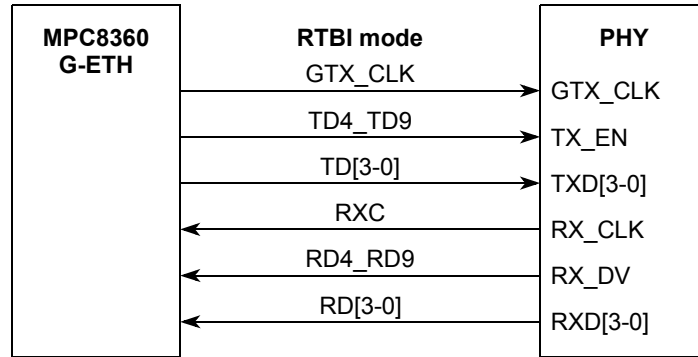 MPC8360
G-ETH
RTBI mode
PHY
GTX_CLK
GTX_CLK
TD4_TD9
TX_EN
TD[3-0]
TXD[3-0]
RXC
RX_CLK
RD4_RD9
RX_DV
RD[3-0]
RXD[3-0]